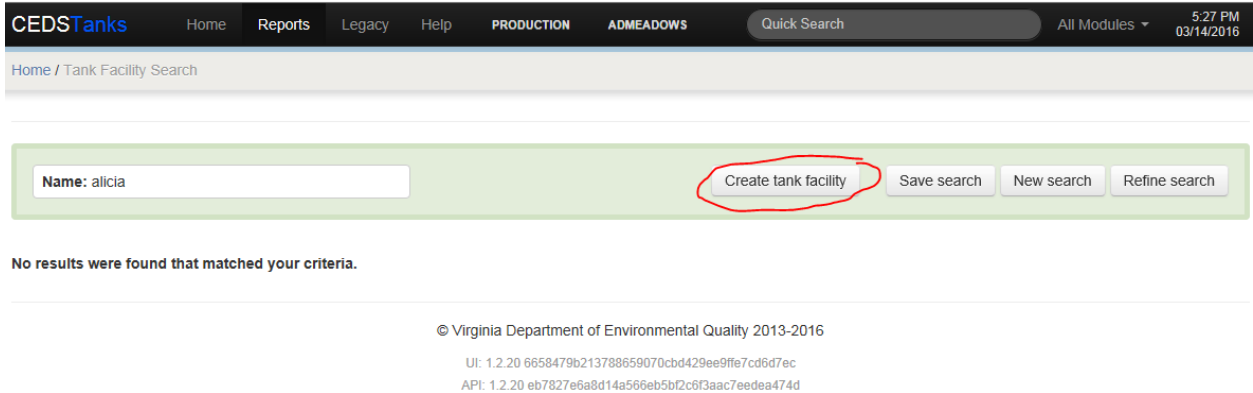 CEDSTanks Home Reports Legacy Help PRODUCTION ADMEADOWS Quick Search All Modules 5:27 PM
03/14/2016
Home / Tank Facility Search
Name: alicia Create tank facility Save search New search Refine search
No results were found that matched your criteria.
© Virginia Department of Environmental Quality 2013-2016
UI: 1.2.20 6658479b213788659070cbd429ee9ffe7cd6d7ec
API: 1.2.20 eb7827e6a8d14a566eb5bf2c6f3aac7eedea474d